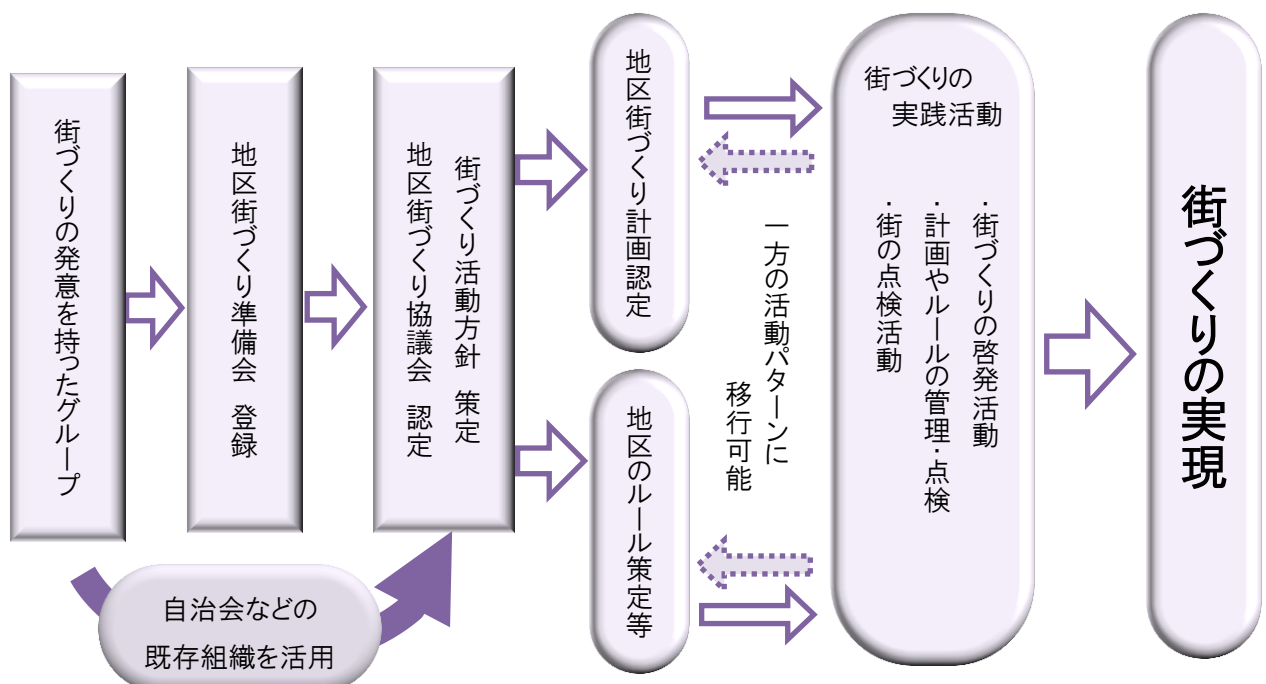 街づくりの発意を持ったグループ
地区街づくり準備会　登録
街づくり活動方針　策定
地区街づくり協議会　認定
自治会などの
既存組織を活用
地区街づくり計画認定
地区のルール策定等
一方の活動パターンに
移行可能
街づくりの
実践活動
・街づくりの啓発活動
・計画やルールの管理・点検
・街の点検活動
街づくりの実現